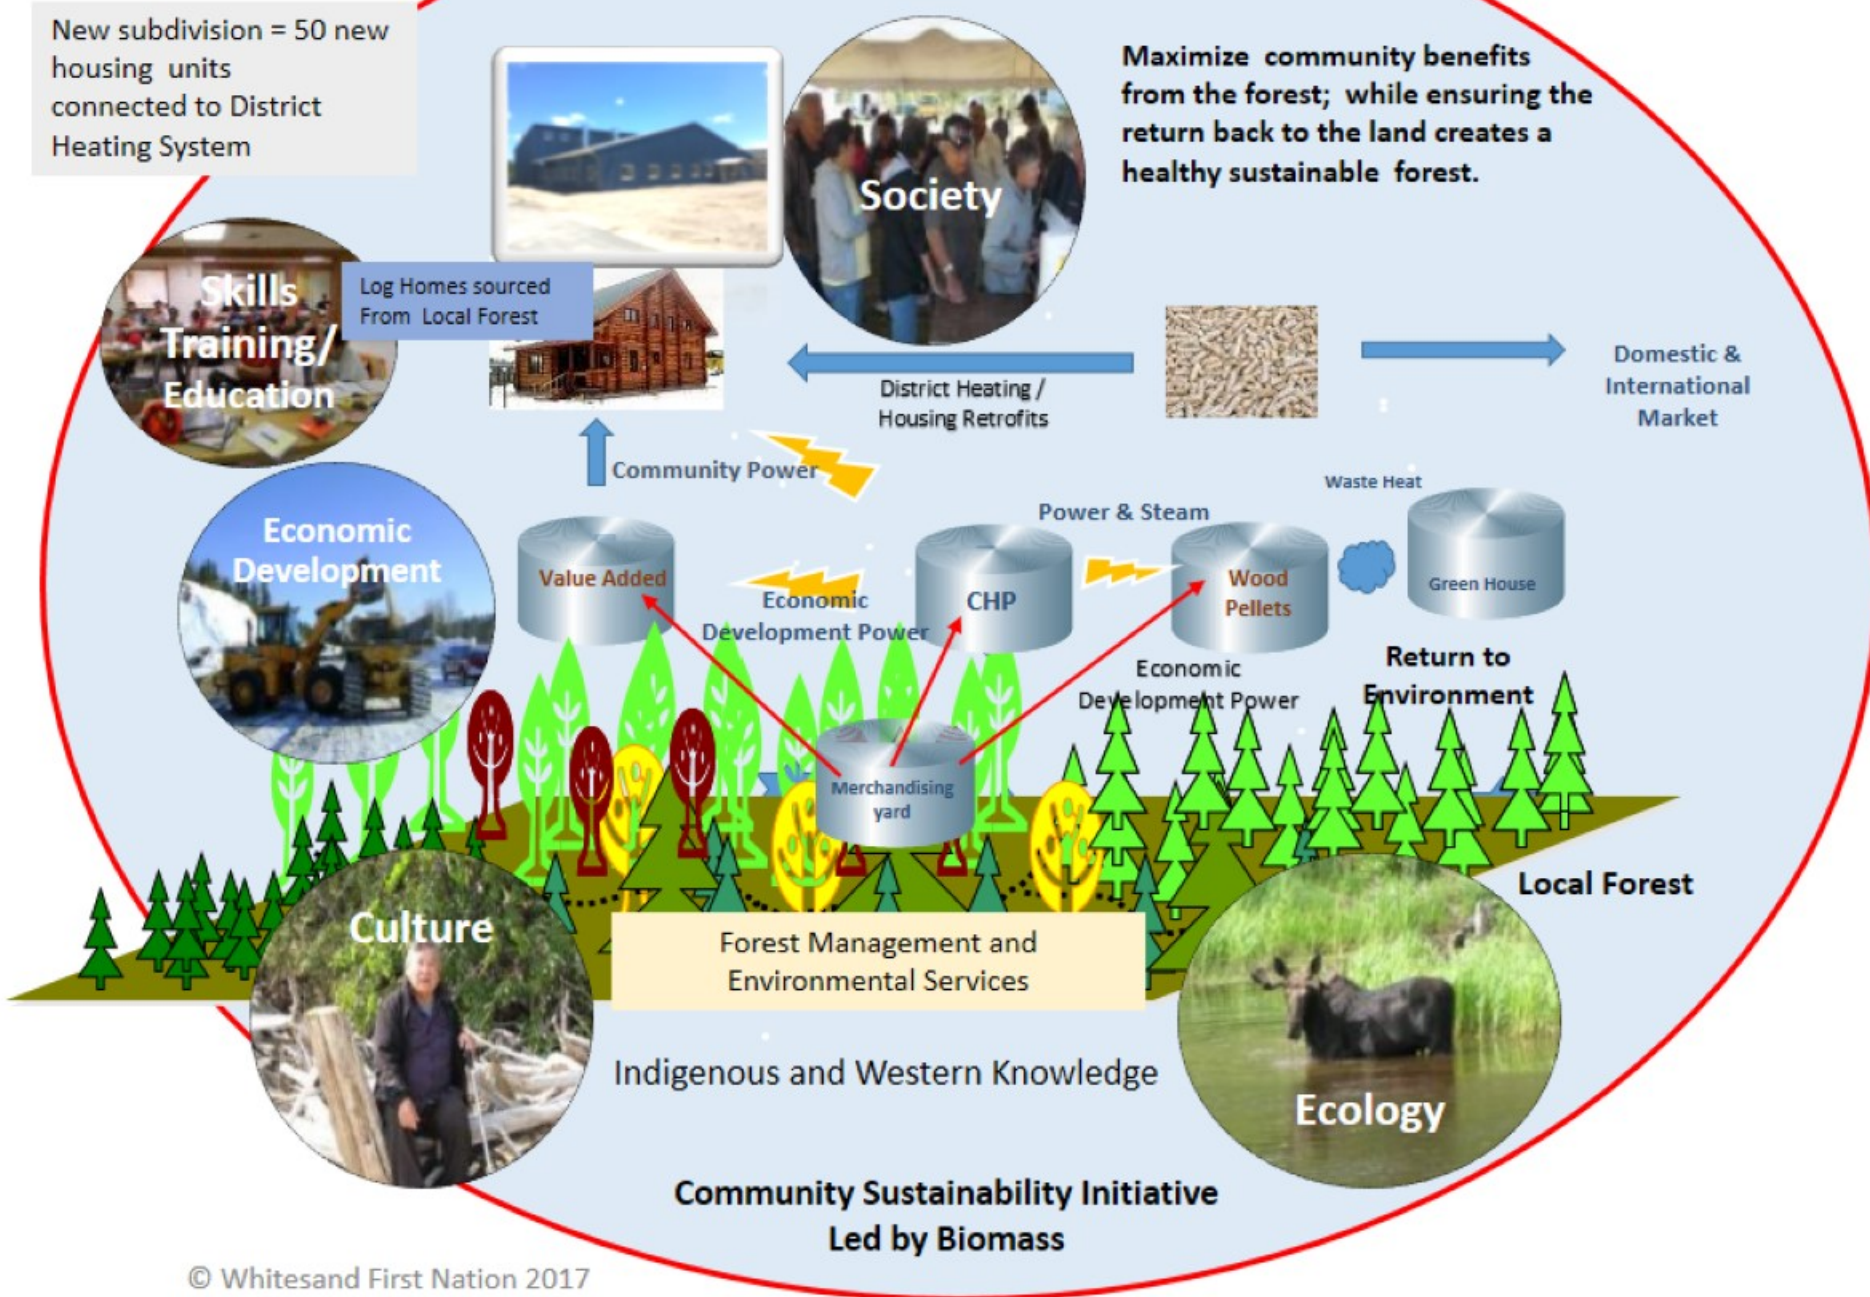 New subdivision = 50 new
housing units
connected to District
Heating System
Society
Maximize community benefits
from the forest; while ensuring the
return back to the land creates a
healthy sustainable forest.
Skills
Training/
Education
Log Homes sourced
From Local Forest
District Heating /
Housing Retrofits
Domestic &
International
Market
Community Power
Economic
Development
Value Added
Economic
Development Power
CHP
Power & Steam
Wood
Pellets
Waste Heat
Green House
Economic
Development Power
Return to
Environment
Merchandising
yard
Local Forest
Culture
Forest Management and
Environmental Services
Indigenous and Western Knowledge
Ecology
Community Sustainability Initiative
Led by Biomass
© Whitesand First Nation 2017